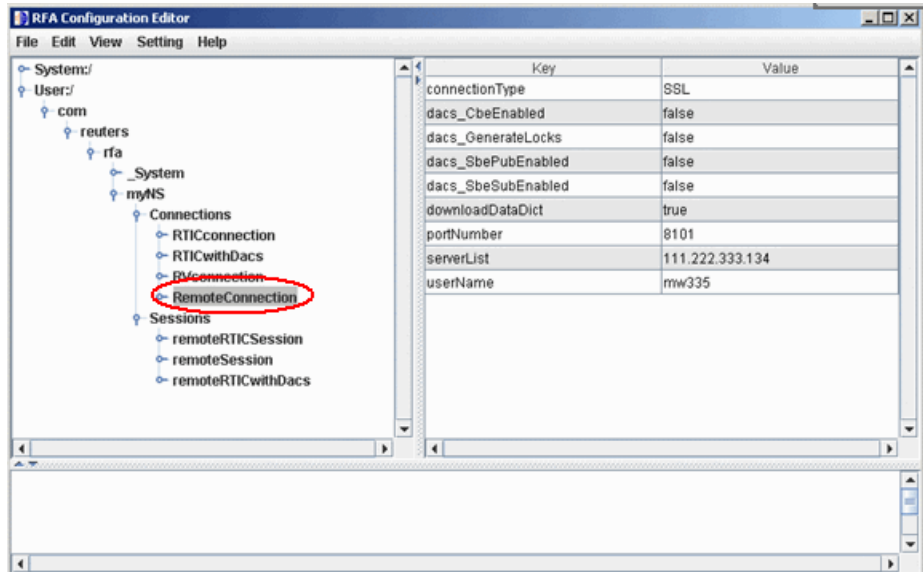 RFA Configuration Editor
File Edit View Setting Help
System:/
User:/
com
reuters
rfa
_System
myNS
Connections
RTICconnection
RTICwithDacs
RVconnection
RemoteConnection
Sessions
remoteRTICSession
remoteSession
remoteRTICwithDacs
Key Value
connectionType SSL
dacs_CbeEnabled false
dacs_GenerateLocks false
dacs_SbePubEnabled false
dacs_SbeSubEnabled false
downloadDataDict true
portNumber 8101
serverList 111.222.333.134
userName mw335